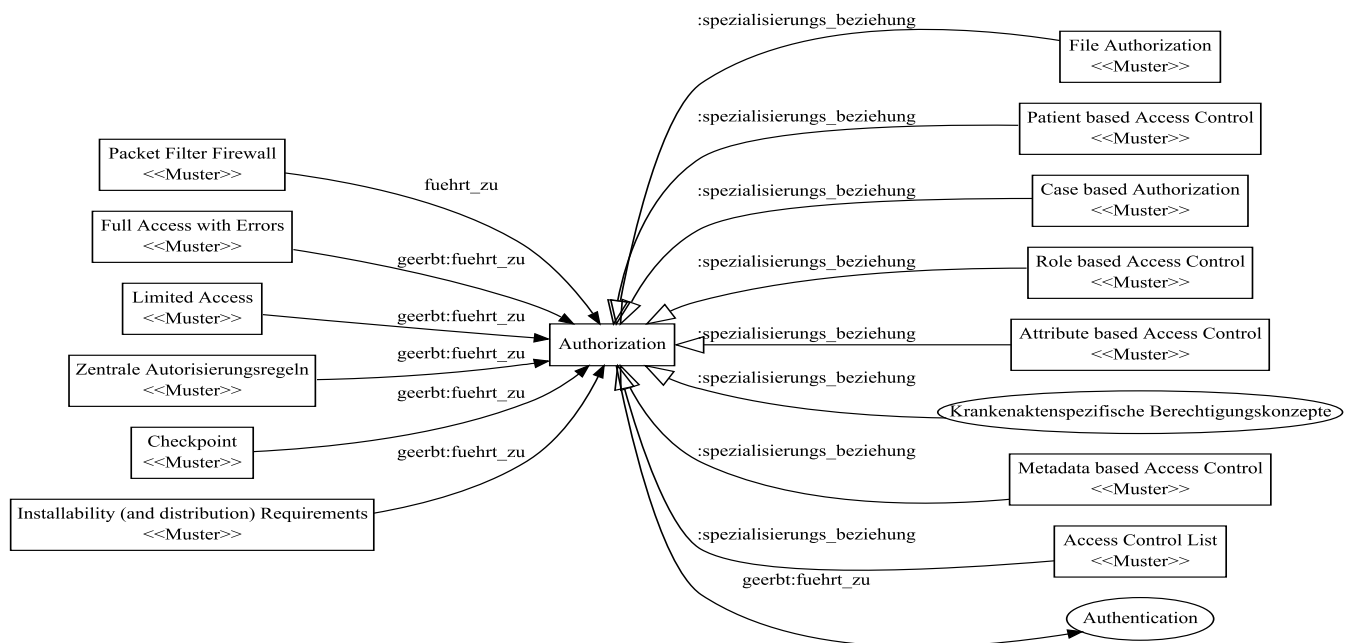 :spezialisierungs_beziehung
File Authorization
<<Muster>>
:spezialisierungs_beziehung
Patient based Access Control
<<Muster>>
Packet Filter Firewall
<<Muster>>
fuehrt_zu
:spezialisierungs_beziehung
Case based Authorization
<<Muster>>
Full Access with Errors
<<Muster>>
geerbt:fuehrt_zu
:spezialisierungs_beziehung
Role based Access Control
<<Muster>>
Limited Access
<<Muster>>
geerbt:fuehrt_zu
Authorization
:spezialisierungs_beziehung
Attribute based Access Control
<<Muster>>
Zentrale Autorisierungsregeln
<<Muster>>
geerbt:fuehrt_zu
:spezialisierungs_beziehung
Krankenaktenspezifische Berechtigungskonzepte
Checkpoint
<<Muster>>
geerbt:fuehrt_zu
:spezialisierungs_beziehung
Metadata based Access Control
<<Muster>>
Installability (and distribution) Requirements
<<Muster>>
geerbt:fuehrt_zu
:spezialisierungs_beziehung
Access Control List
<<Muster>>
geerbt:fuehrt_zu
Authentication